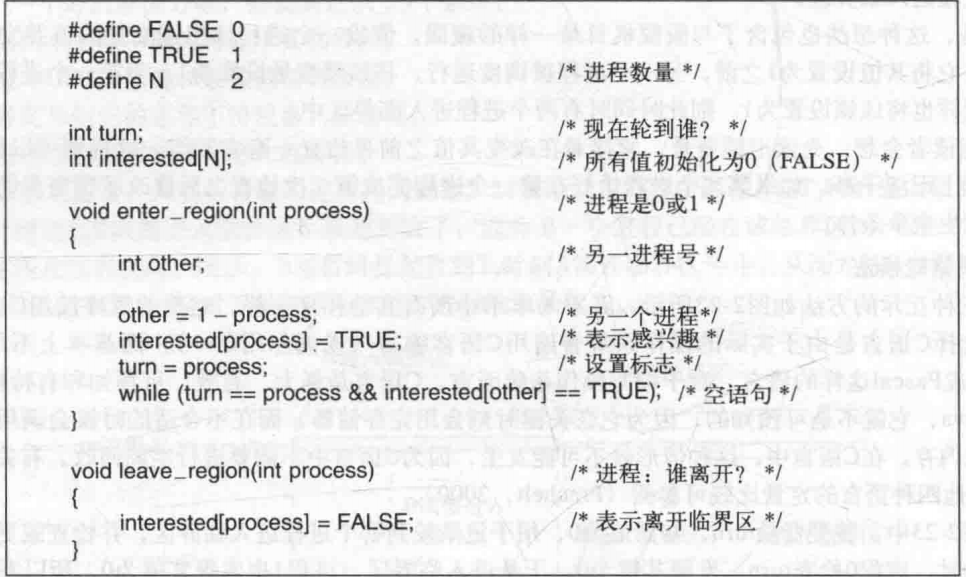 #define FALSE 0
#define TRUE 1
#define N 2 /* 进程数量 */
int turn; /* 现在轮到谁? */
int interested[N]; /* 所有值初始化为0 (FALSE) */
void enter_region(int process) /* 进程是0或1 */
{
int other; /* 另一进程号 */
other = 1 – process; /* 另一个进程*/
interested[process] = TRUE; /* 表示感兴趣 */
turn = process; /* 设置标志*/
while (turn == process && interested[other] == TRUE); /* 空语句 */
}
void leave_region(int process) /* 进程:谁离开? */
{
interested[process] = FALSE; /* 表示离开临界区 */
}